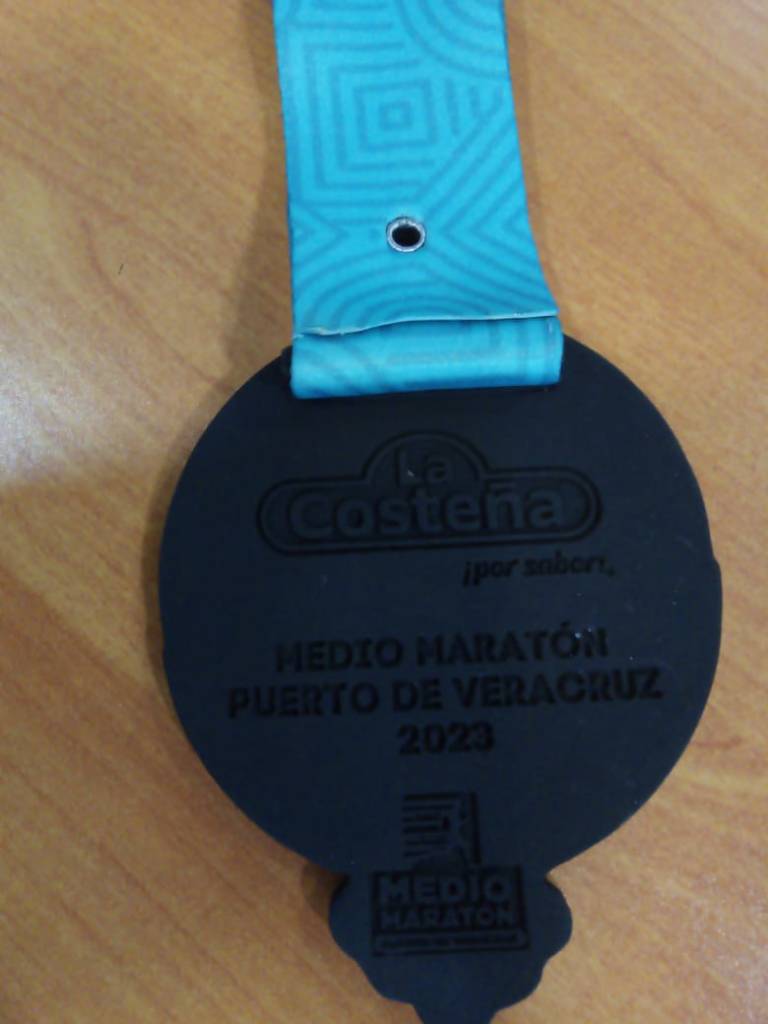 La
Costeña
¡por sabor!
MEDIO MARATÓN
PUERTO DE VERACRUZ
2023
MEDIO
MARATÓN